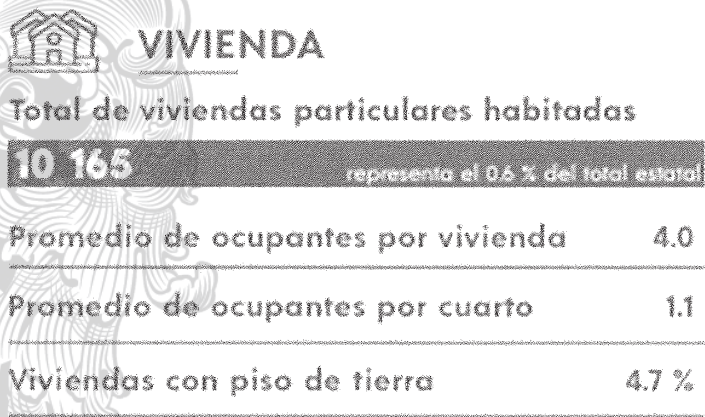 VIVIENDA
Total de viviendas particulares habitadas
10 165 representa el 0.6 % del total estatal
Promedio de ocupantes por vivienda 4.0
Promedio de ocupantes por cuarto 1.1
Viviendas con piso de tierra 4.7 %